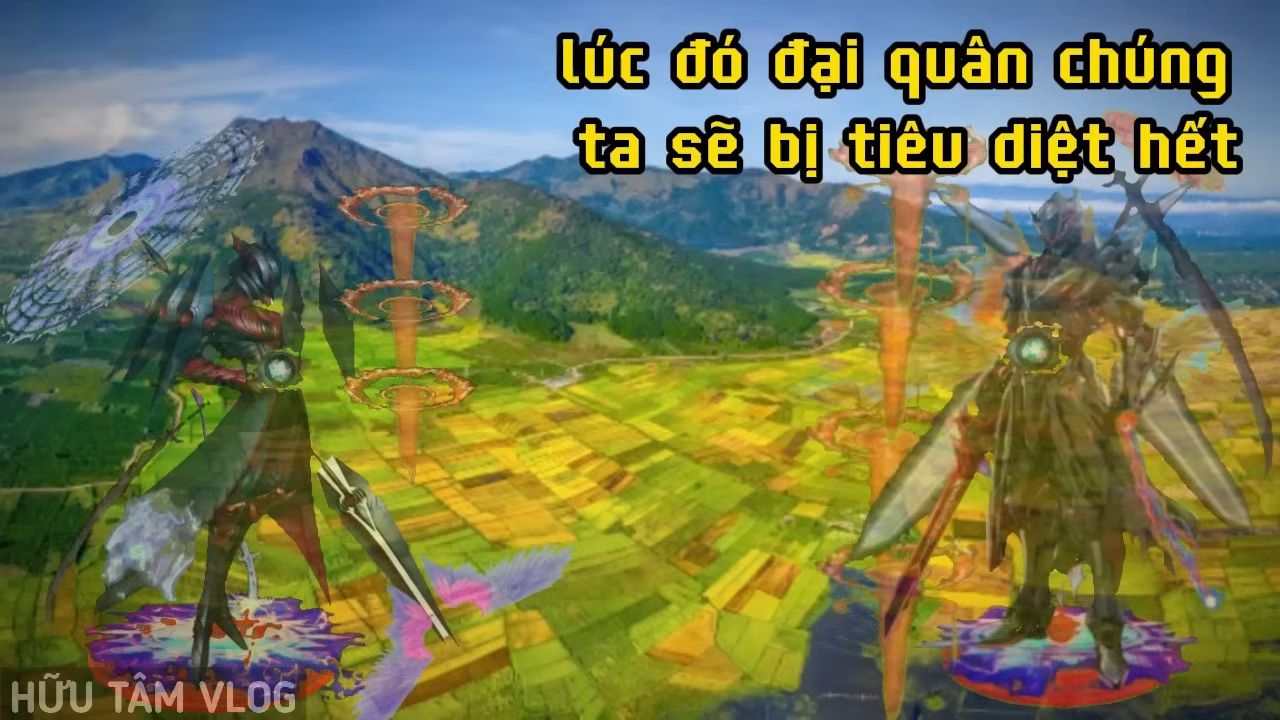 lúc đó đại quân chúng
ta sẽ bị tiêu diệt hết
HỮU TÂM VLOG